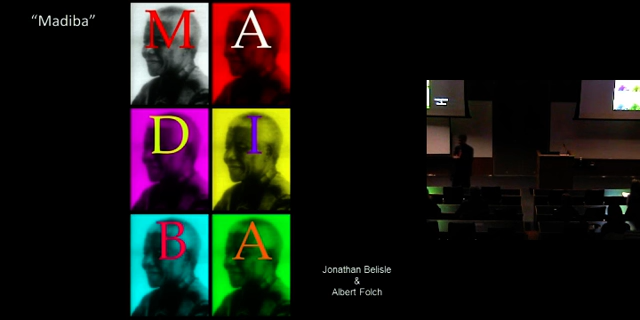 “Madiba”
M A
D I
B A
Jonathan Belisle
&
Albert Folch